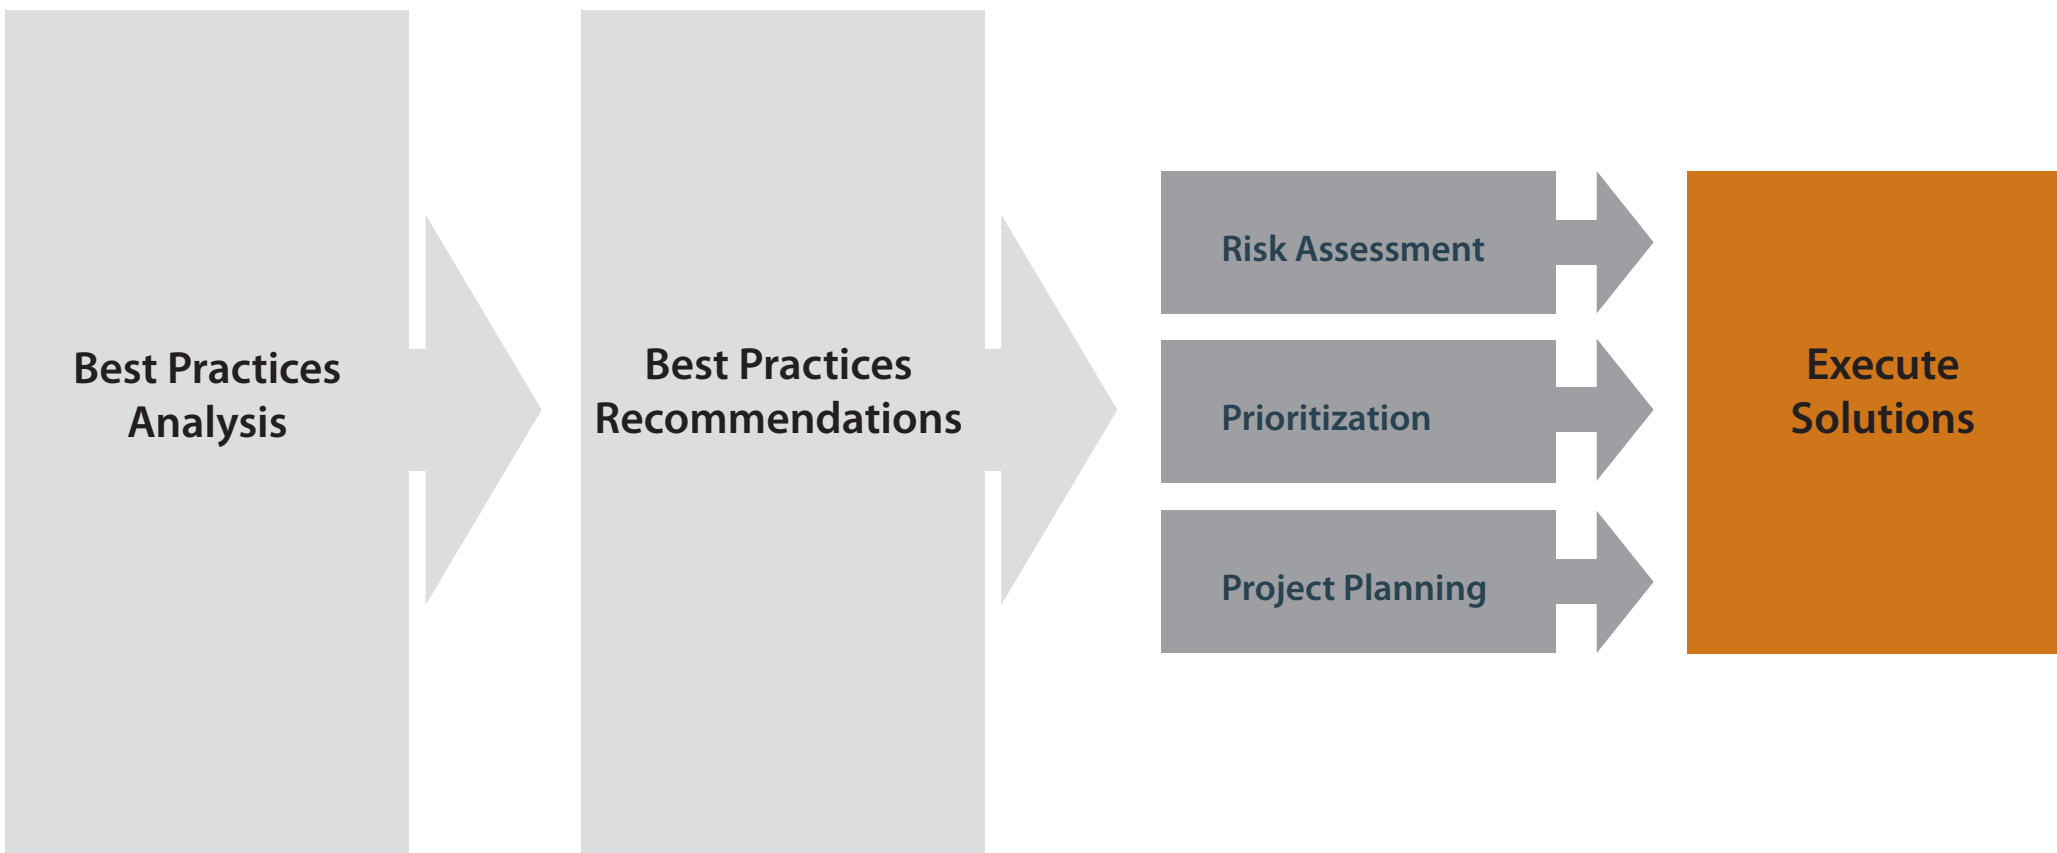 Best Practices
Analysis
Best Practices
Recommendations
Risk Assessment
Prioritization
Project Planning
Execute
Solutions